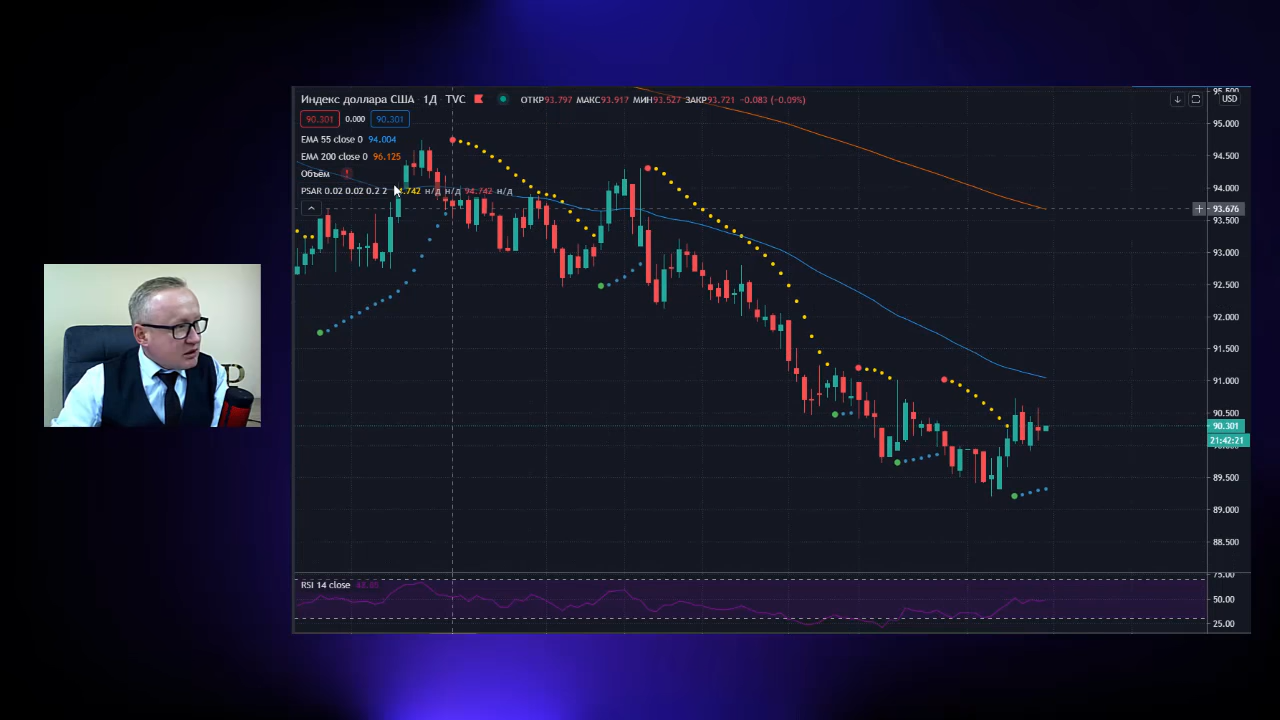 Индекс доллара США 1Д TVC ОТКР93.797 МАКС93.917 МИН93.527 ЗАКР93.721 −0.083 (−0.09%)
USD
90.301 0.000 90.301
EMA 55 close 0 94.004
EMA 200 close 0 96.125
Объём
PSAR 0.02 0.02 0.2 2 н/д н/д 94.742 н/д
95.500
95.000
94.500
94.000
93.676
93.500
93.000
92.500
92.000
91.500
91.000
90.500
90.301
21:42:21
89.500
89.000
88.500
RSI 14 close
75.00
50.00
25.00